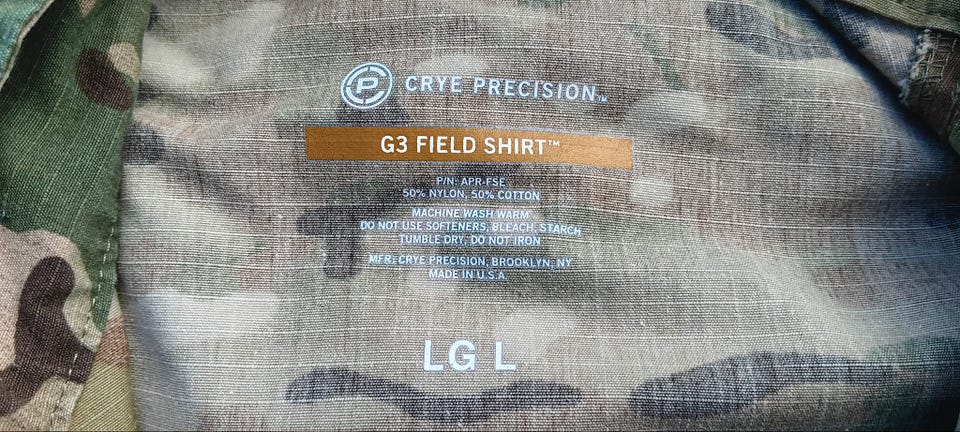 P CRYE PRECISION™
G3 FIELD SHIRT™
P/N: APR-FSE
50% NYLON, 50% COTTON
MACHINE WASH WARM
DO NOT USE SOFTENERS, BLEACH, STARCH
TUMBLE DRY, DO NOT IRON
MFR: CRYE PRECISION, BROOKLYN, NY
MADE IN U.S.A
LG L